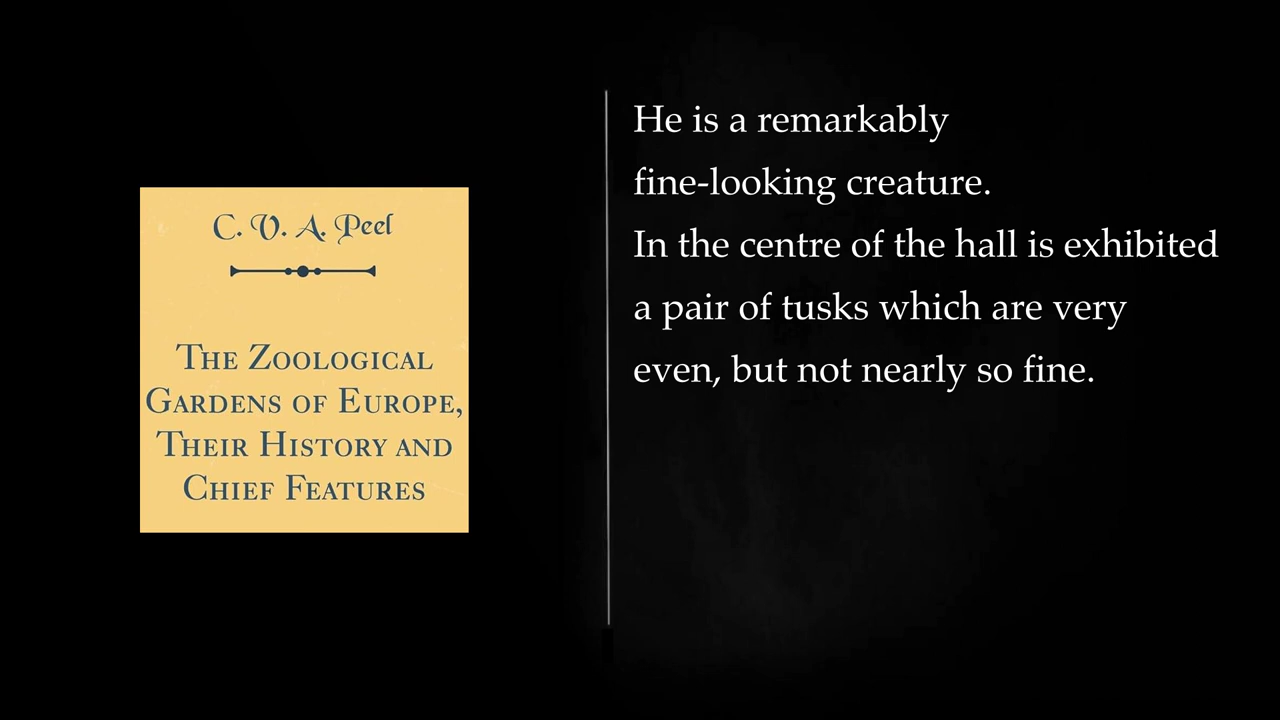 C. V. A. Peel
The Zoological
Gardens of Europe,
Their History and
Chief Features
He is a remarkably
fine-looking creature.
In the centre of the hall is exhibited
a pair of tusks which are very
even, but not nearly so fine.